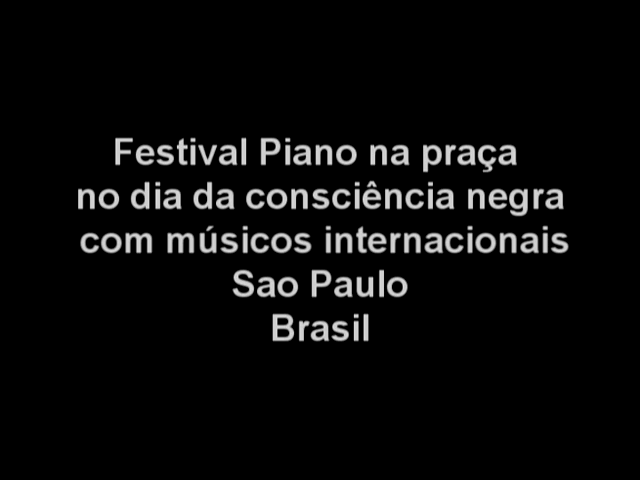 Festival Piano na praça
no dia da consciência negra
com músicos internacionais
Sao Paulo
Brasil